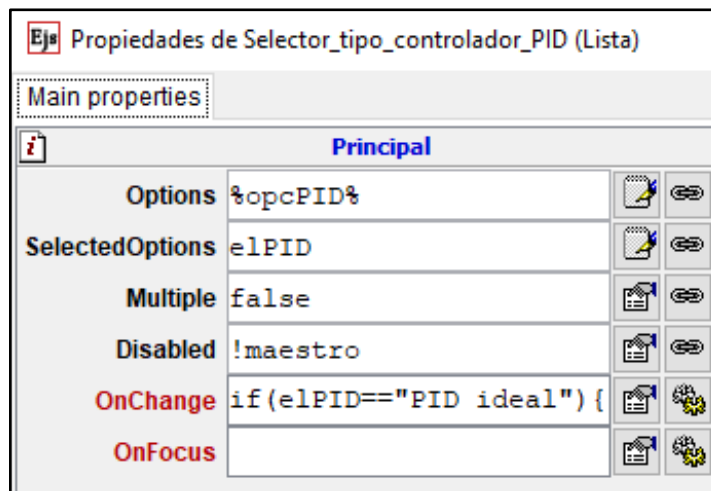 Ejs Propiedades de Selector_tipo_controlador_PID (Lista)
Main properties
i Principal
Options %opcPID%
SelectedOptions elPID
Multiple false
Disabled !maestro
OnChange if(elPID=="PID ideal"){
OnFocus